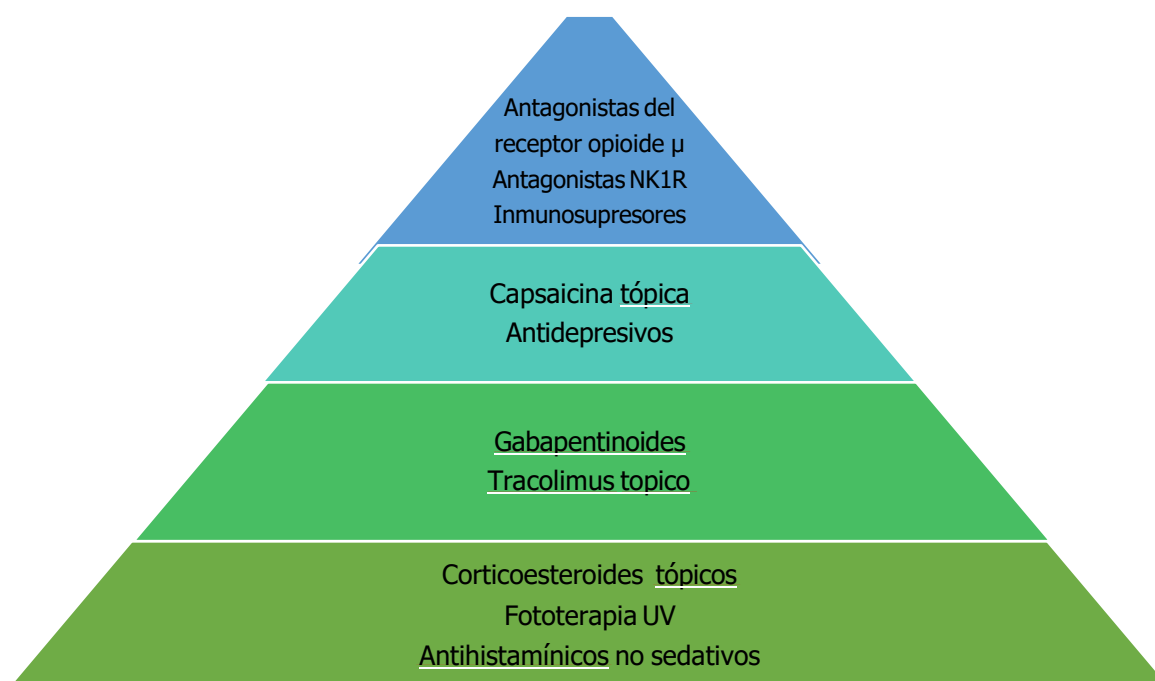 Antagonistas del
receptor opioide µ
Antagonistas NK1R
Inmunosupresores
Capsaicina tópica
Antidepresivos
Gabapentinoides
Tracolimus topico
Corticoesteroides tópicos
Fototerapia UV
Antihistamínicos no sedativos